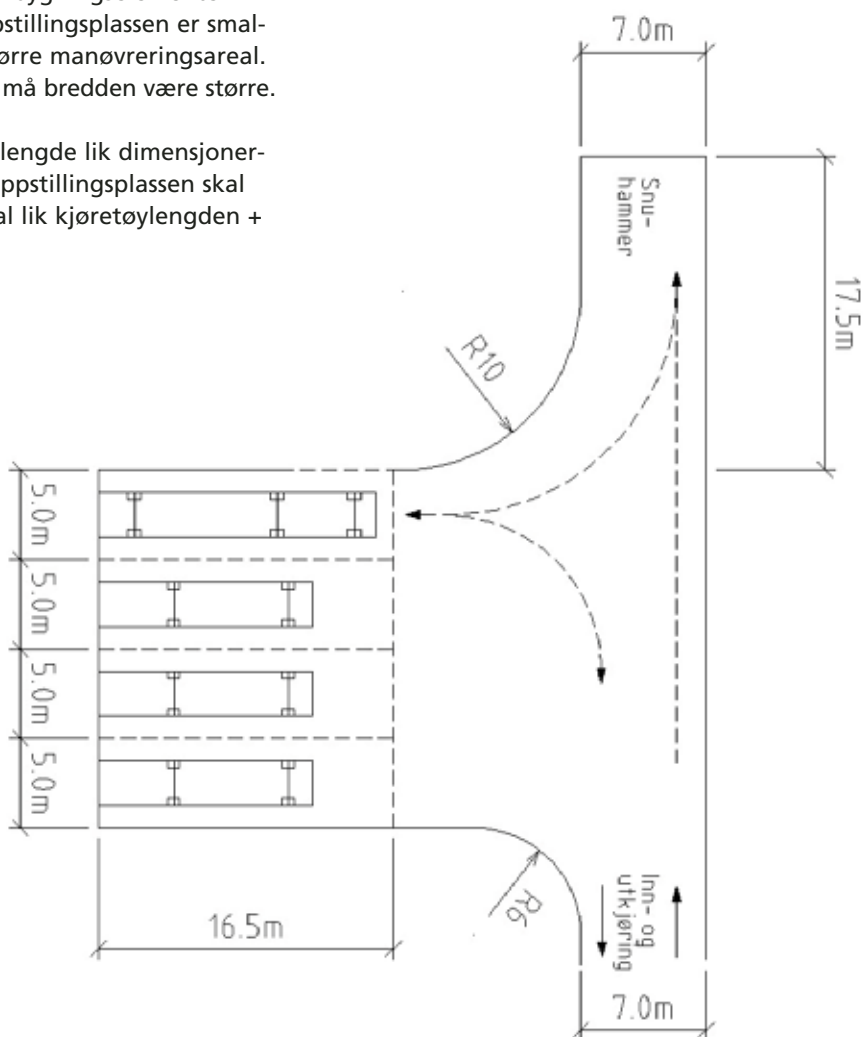 pstillingsplassen er smal-
ørre manøvreringsareal.
må bredden være større.
lengde lik dimensjoner-
ppstillingsplassen skal
al lik kjøretøylengden +
7.0m
Snu-
hammer
17.5m
R10
5.0m
5.0m
5.0m
5.0m
16.5m
R6
Inn- og
utkjøring
7.0m